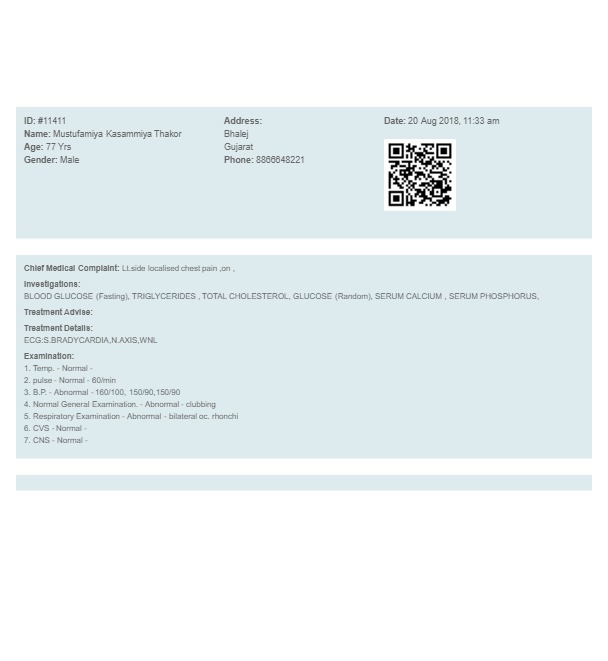 ID: #11411
Name: Mustufamiya Kasammiya Thakor
Age: 77 Yrs
Gender: Male
Address:
Bhalej
Gujarat
Phone: 8866648221
Date: 20 Aug 2018, 11:33 am
Chief Medical Complaint: Lt.side localised chest pain ,on ,
Investigations:
BLOOD GLUCOSE (Fasting), TRIGLYCERIDES , TOTAL CHOLESTEROL, GLUCOSE (Random), SERUM CALCIUM , SERUM PHOSPHORUS,
Treatment Advise:
Treatment Details:
ECG:S.BRADYCARDIA,N.AXIS,WNL
Examination:
1. Temp. - Normal -
2. pulse - Normal - 60/min
3. B.P. - Abnormal - 160/100, 150/90,150/90
4. Normal General Examination. - Abnormal - clubbing
5. Respiratory Examination - Abnormal - bilateral oc. rhonchi
6. CVS - Normal -
7. CNS - Normal -